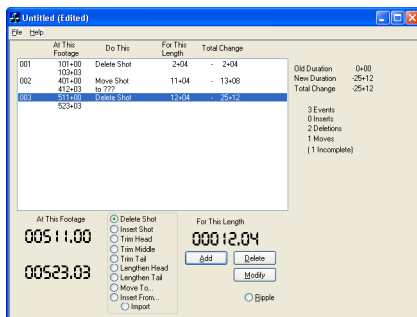 Untitled (Edited)
File Help
At This Footage Do This For This Length Total Change
001 101+00 Delete Shot 2+04 - 2+04
103+03
002 401+00 Move Shot 11+04 - 13+08
412+03 to ???
003 511+00 Delete Shot 12+04 - 25+12
523+03
Old Duration 0+00
New Duration -25+12
Total Change -25+12
3 Events
0 Inserts
2 Deletions
1 Moves
( 1 Incomplete)
At This Footage
00511.00
00523.03
Delete Shot
Insert Shot
Trim Head
Trim Middle
Trim Tail
Lengthen Head
Lengthen Tail
Move To...
Insert From...
Import
For This Length
00012.04
Add Delete
Modify
Ripple